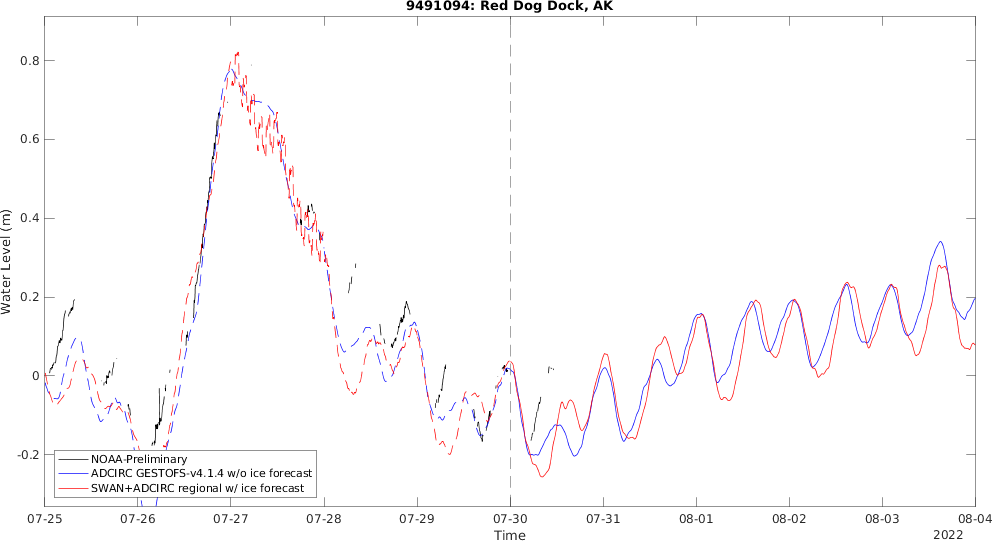 9491094: Red Dog Dock, AK
Water Level (m)
0.8
0.6
0.4
0.2
0
-0.2
NOAA-Preliminary
ADCIRC GESTOFS-v4.1.4 w/o ice forecast
SWAN+ADCIRC regional w/ ice forecast
07-25 07-26 07-27 07-28 07-29 07-30 07-31 08-01 08-02 08-03 08-04
Time
2022